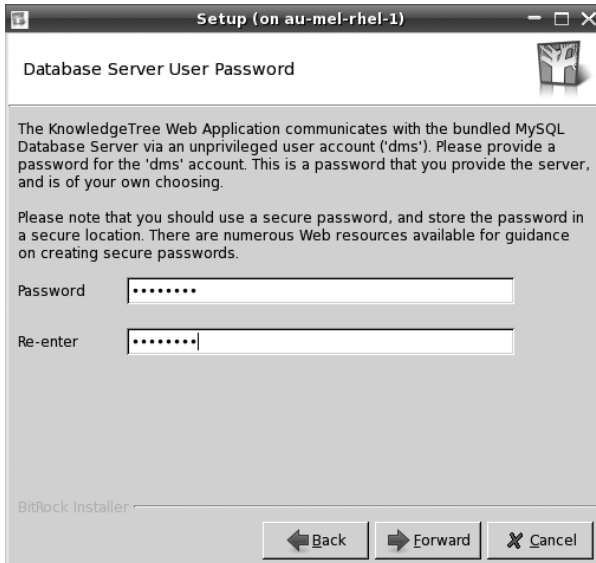 Setup (on au-mel-rhel-1)
Database Server User Password
The KnowledgeTree Web Application communicates with the bundled MySQL
Database Server via an unprivileged user account ('dms'). Please provide a
password for the 'dms' account. This is a password that you provide the server,
and is of your own choosing.
Please note that you should use a secure password, and store the password in
a secure location. There are numerous Web resources available for guidance
on creating secure passwords.
Password ••••••••
Re-enter ••••••••
BitRock Installer
Back Forward Cancel